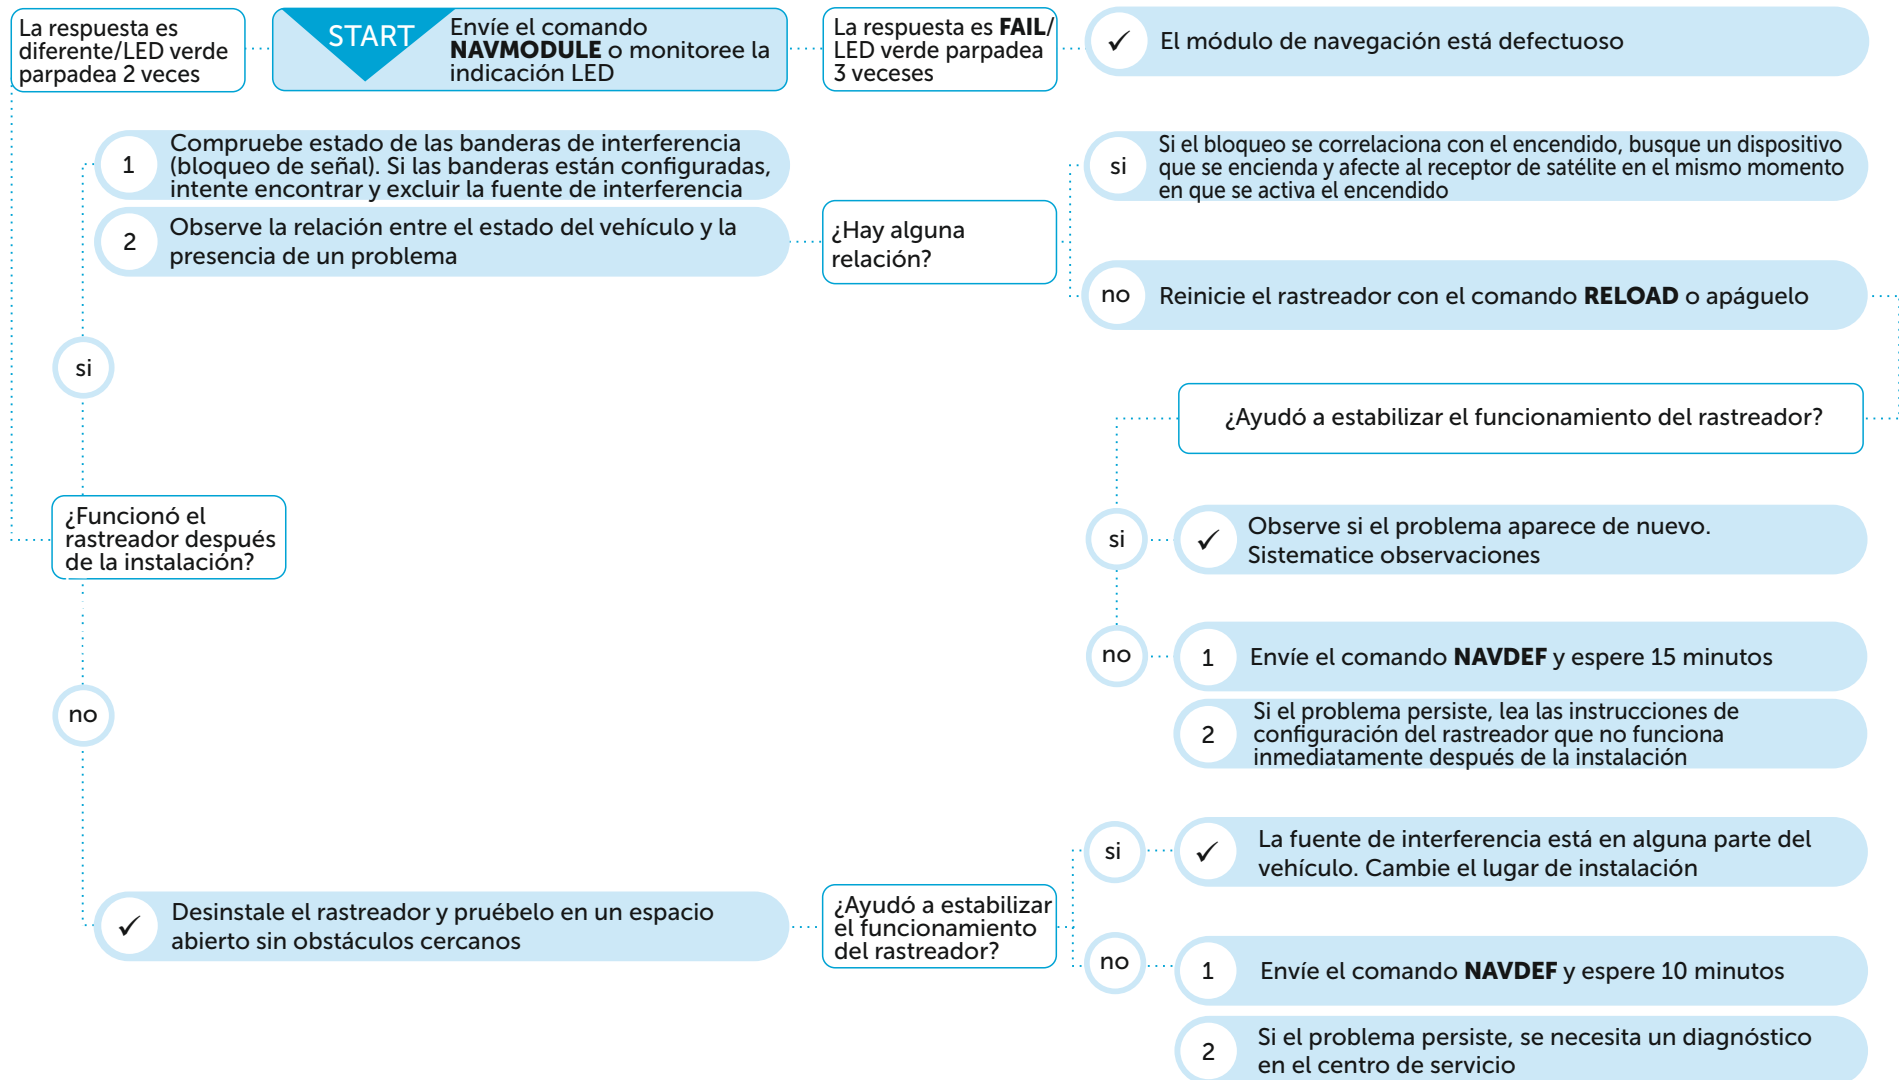 La respuesta es
diferente/LED verde
parpadea 2 veces
START
Envíe el comando
NAVMODULE o monitoree la
indicación LED
La respuesta es FAIL/
LED verde parpadea
3 veceses
✓
El módulo de navegación está defectuoso
1
Compruebe estado de las banderas de interferencia
(bloqueo de señal). Si las banderas están configuradas,
intente encontrar y excluir la fuente de interferencia
2
Observe la relación entre el estado del vehículo y la
presencia de un problema
¿Hay alguna
relación?
si
Si el bloqueo se correlaciona con el encendido, busque un dispositivo
que se encienda y afecte al receptor de satélite en el mismo momento
en que se activa el encendido
no
Reinicie el rastreador con el comando RELOAD o apáguelo
si
¿Ayudó a estabilizar el funcionamiento del rastreador?
¿Funcionó el
rastreador después
de la instalación?
si
✓
Observe si el problema aparece de nuevo.
Sistematice observaciones
no
1
Envíe el comando NAVDEF y espere 15 minutos
2
Si el problema persiste, lea las instrucciones de
configuración del rastreador que no funciona
inmediatamente después de la instalación
no
✓
Desinstale el rastreador y pruébelo en un espacio
abierto sin obstáculos cercanos
¿Ayudó a estabilizar
el funcionamiento
del rastreador?
si
✓
La fuente de interferencia está en alguna parte del
vehículo. Cambie el lugar de instalación
no
1
Envíe el comando NAVDEF y espere 10 minutos
2
Si el problema persiste, se necesita un diagnóstico
en el centro de servicio